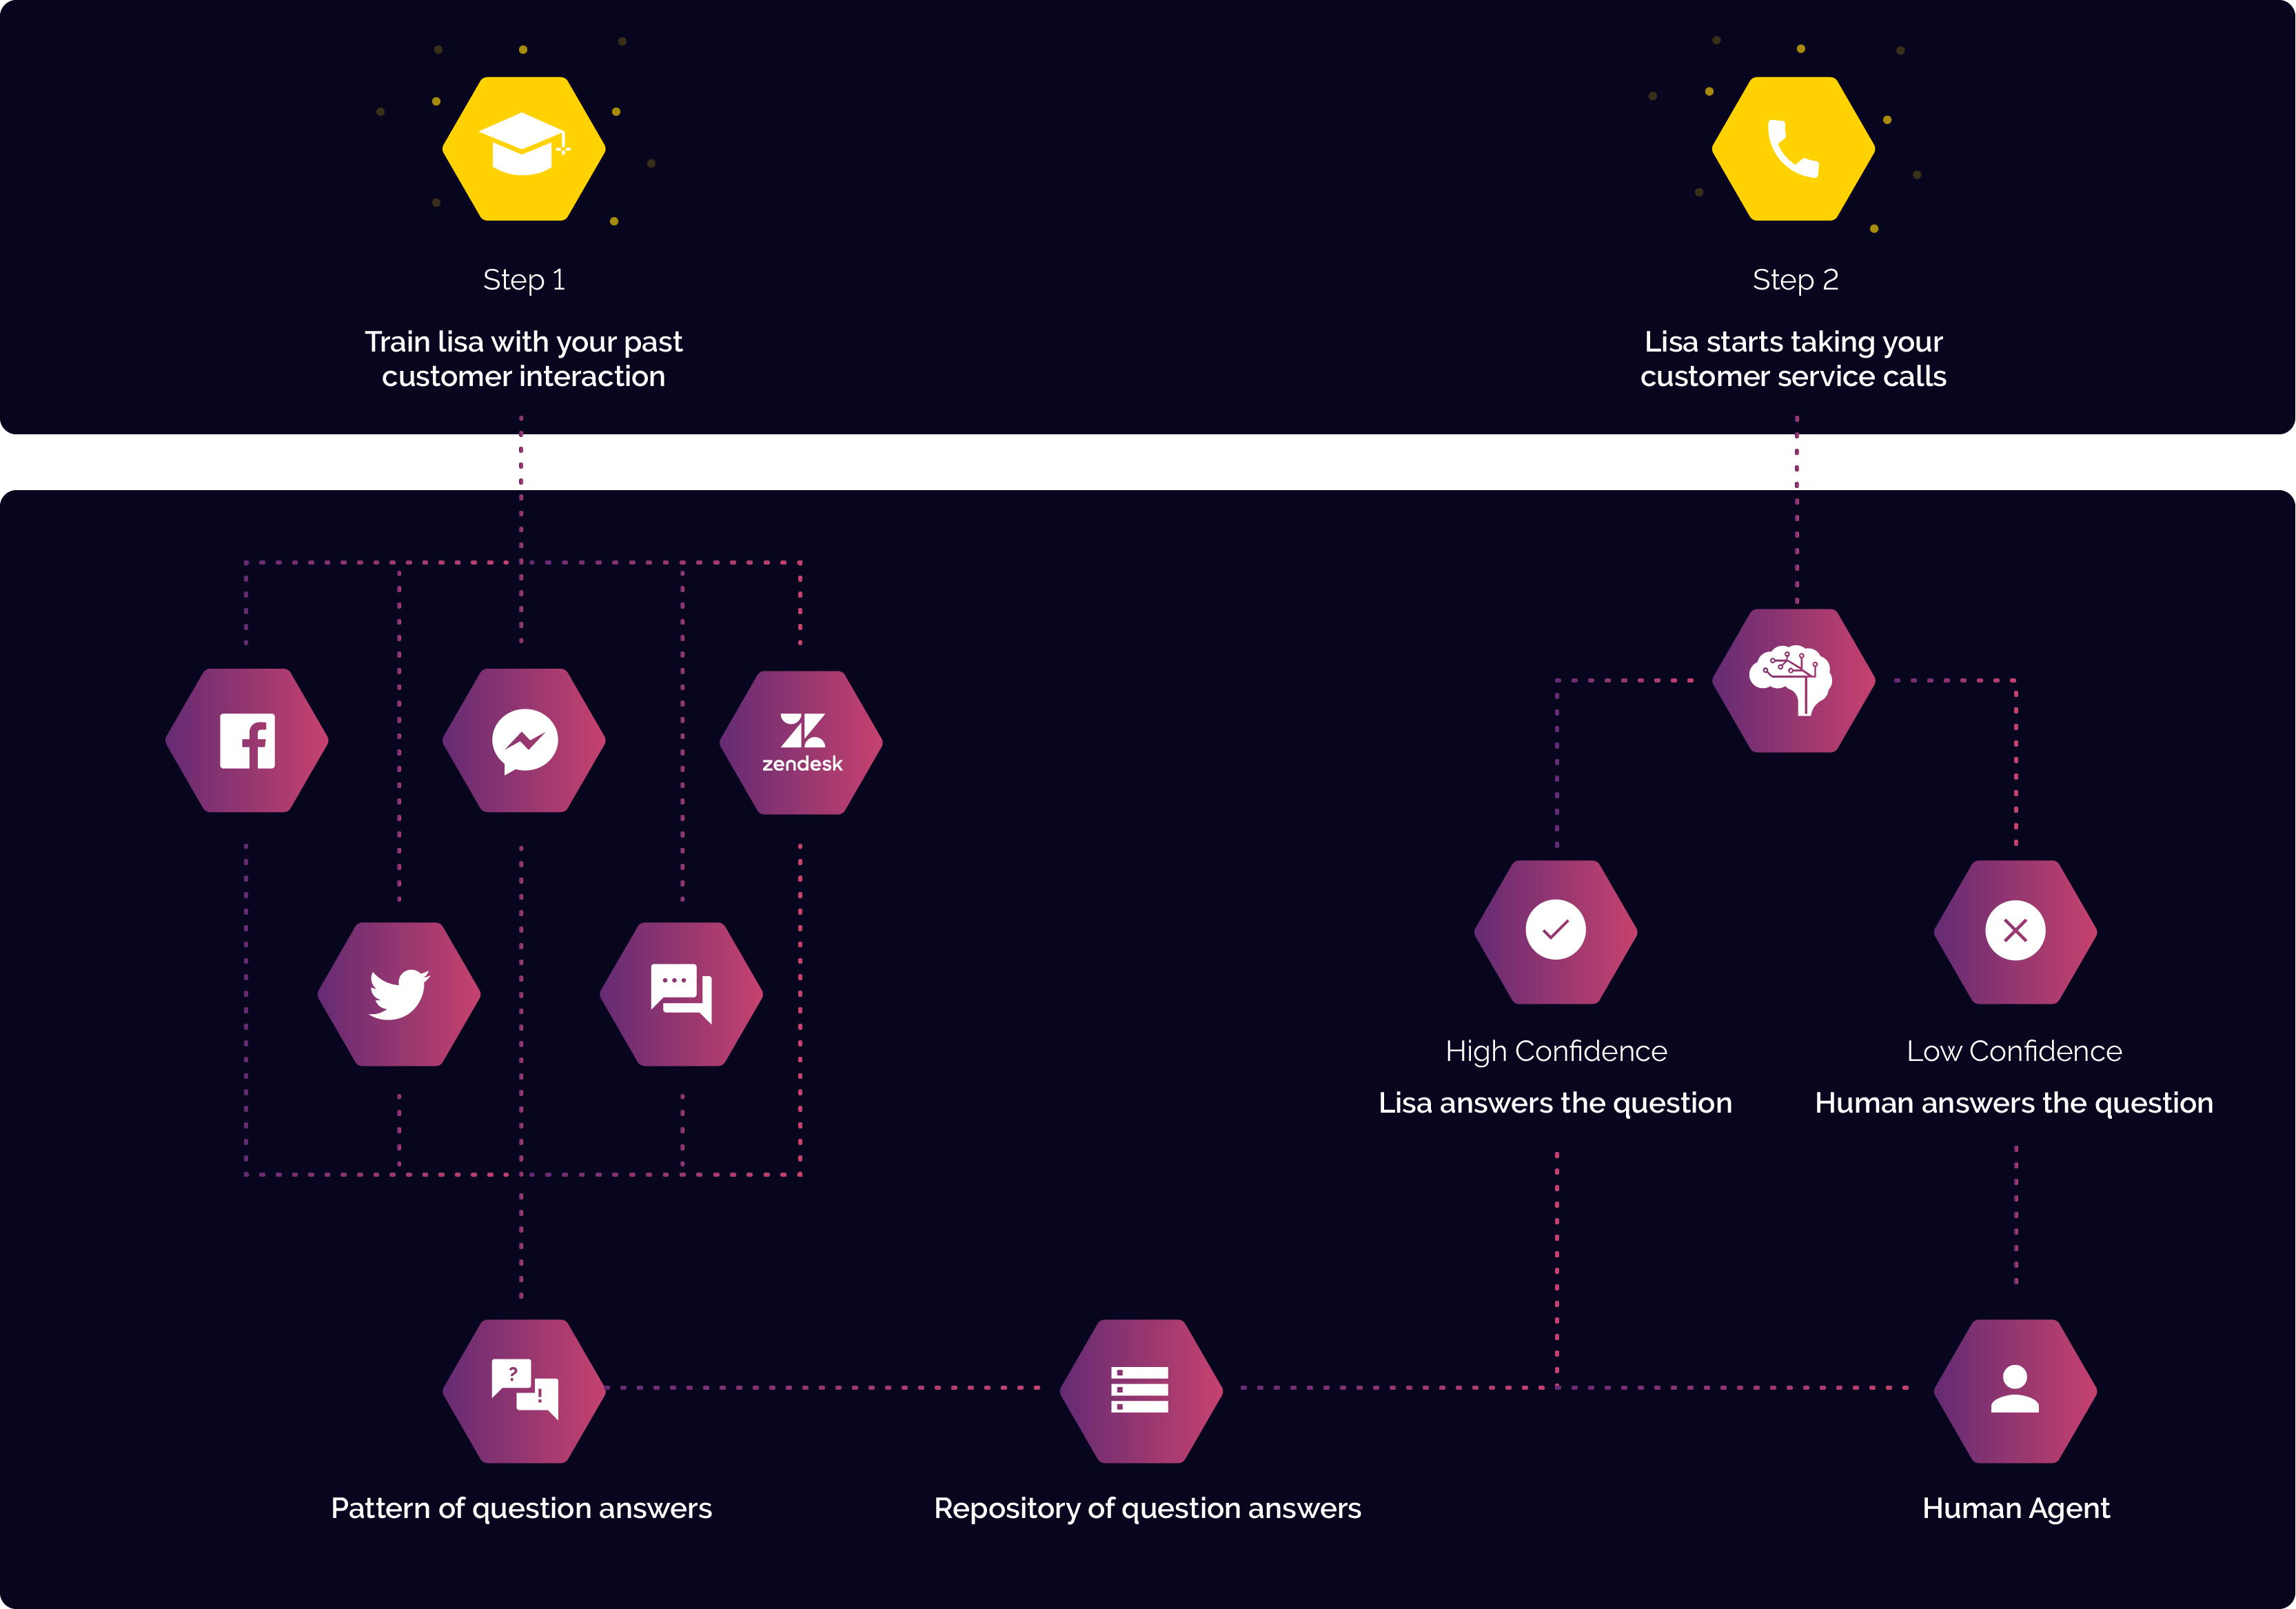 Step 1
Train lisa with your past
customer interaction
Step 2
Lisa starts taking your
customer service calls
zendesk
High Confidence
Lisa answers the question
Low Confidence
Human answers the question
?
!
Pattern of question answers
Repository of question answers
Human Agent